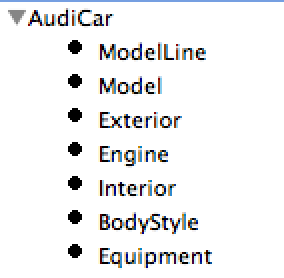 AudiCar
ModelLine
Model
Exterior
Engine
Interior
BodyStyle
Equipment